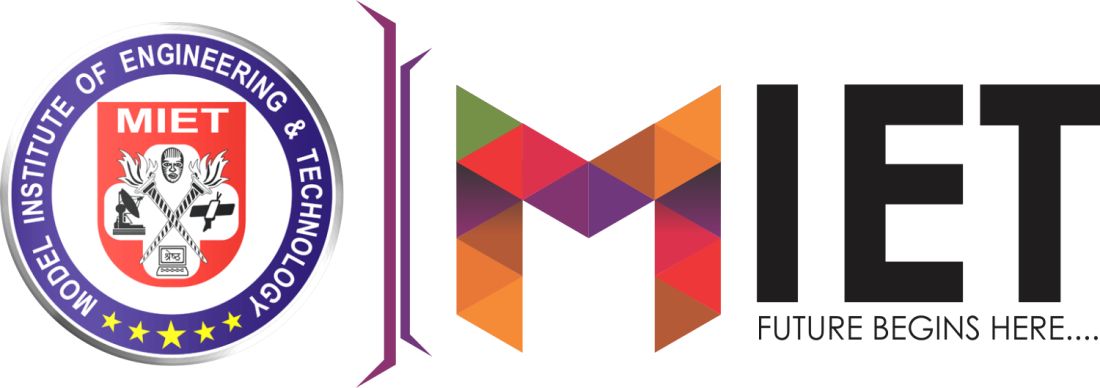 MODEL INSTITUTE OF ENGINEERING & TECHNOLOGY
MIET
श्रेष्ठ
MIET
FUTURE BEGINS HERE....